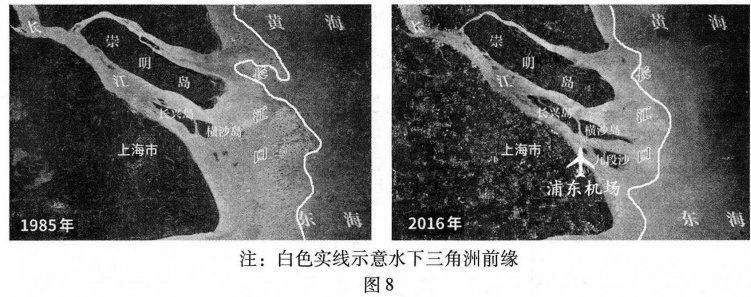 黄海
长江
崇明岛
长兴岛
横沙岛
长江口
上海市
东海
1985年
黄海
长江
崇明岛
长兴岛
横沙岛
长江口
九段沙
上海市
浦东机场
东海
2016年
注：白色实线示意水下三角洲前缘
图8